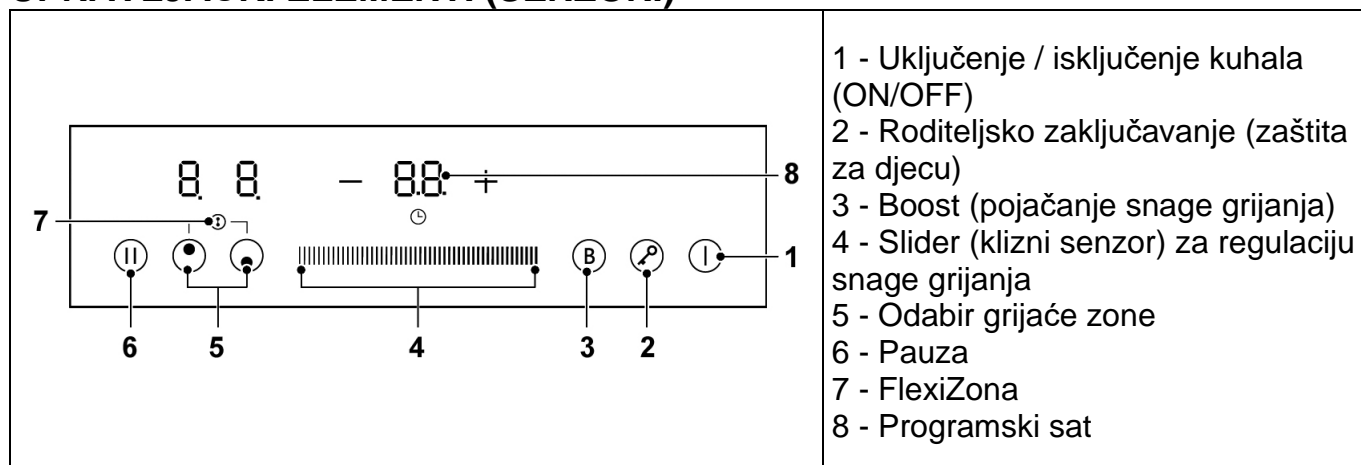 1 - Uključenje / isključenje kuhala
(ON/OFF)
2 - Roditeljsko zaključavanje (zaštita
za djecu)
3 - Boost (pojačanje snage grijanja)
4 - Slider (klizni senzor) za regulaciju
snage grijanja
5 - Odabir grijaće zone
6 - Pauza
7 - FlexiZona
8 - Programski sat
8. 8. — 8.8. + 8
7
B 1
6 5 4 3 2